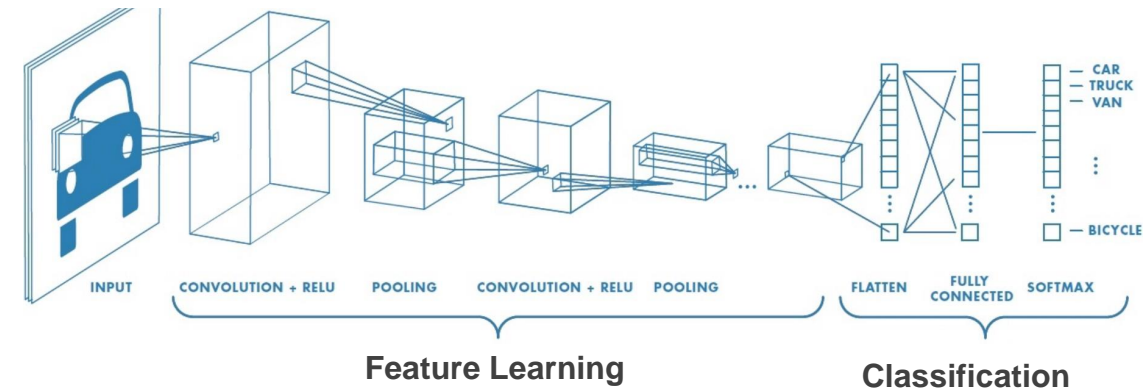 CAR
TRUCK
VAN
BICYCLE
INPUT
CONVOLUTION + RELU
POOLING
CONVOLUTION + RELU
POOLING
FLATTEN
FULLY
CONNECTED
SOFTMAX
Feature Learning
Classification